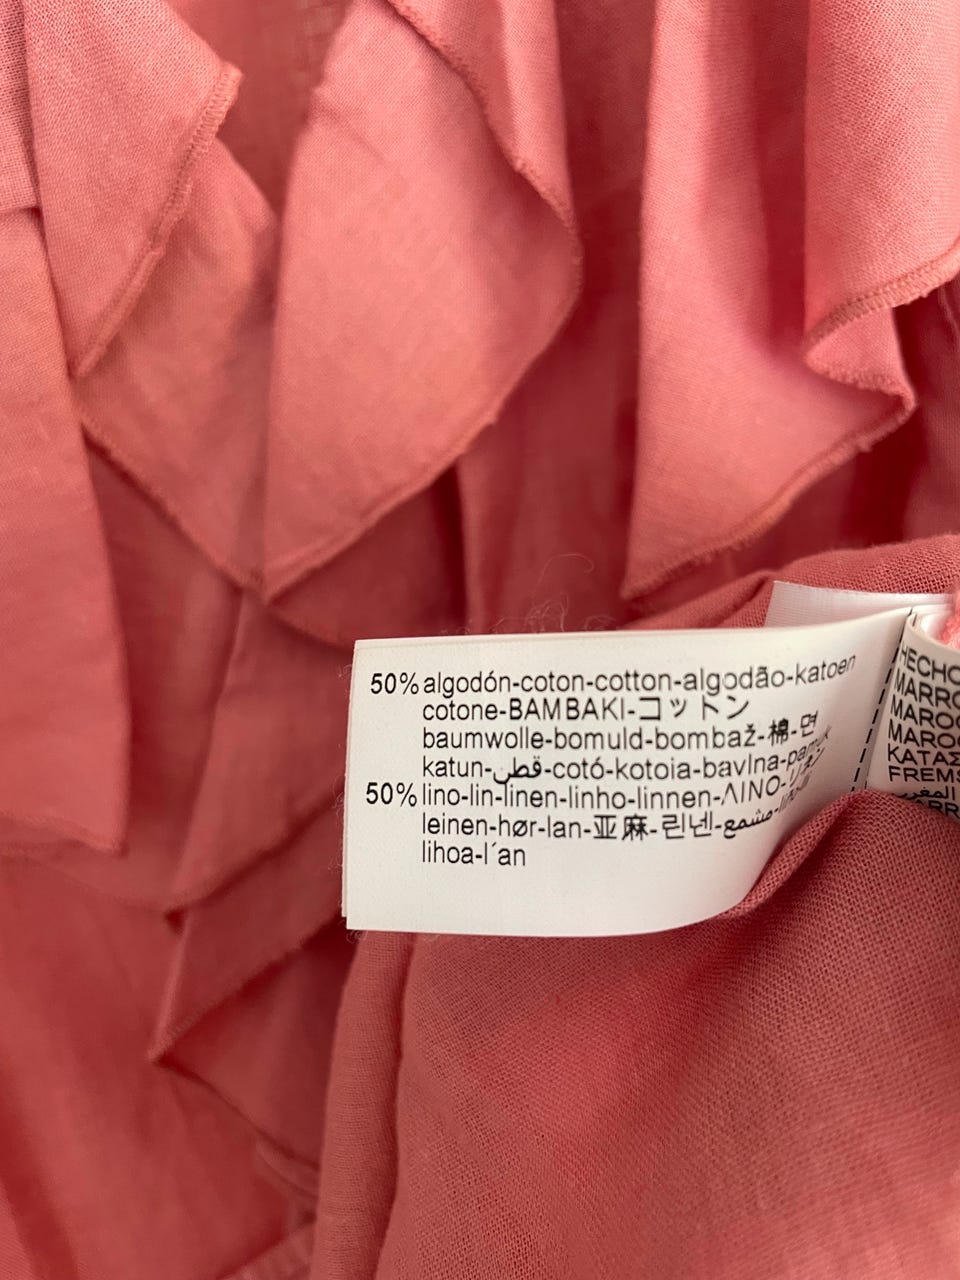 50% algodón-coton-cotton-algodão-katoen
cotone-BAMBAKI-コットン
baumwolle-bomuld-bombaž-棉-면
katun-قطن-cotó-kotoia-bavlna-pamuk
50% lino-lin-linen-linho-linnen-ΛINO-リネン
leinen-hør-lan-亚麻-린넨-مشمع-
lihoa-l´an
HECHO
MARRO
MAROC
MAROC
ΚΑΤΑΣ
FREMS
المغرب